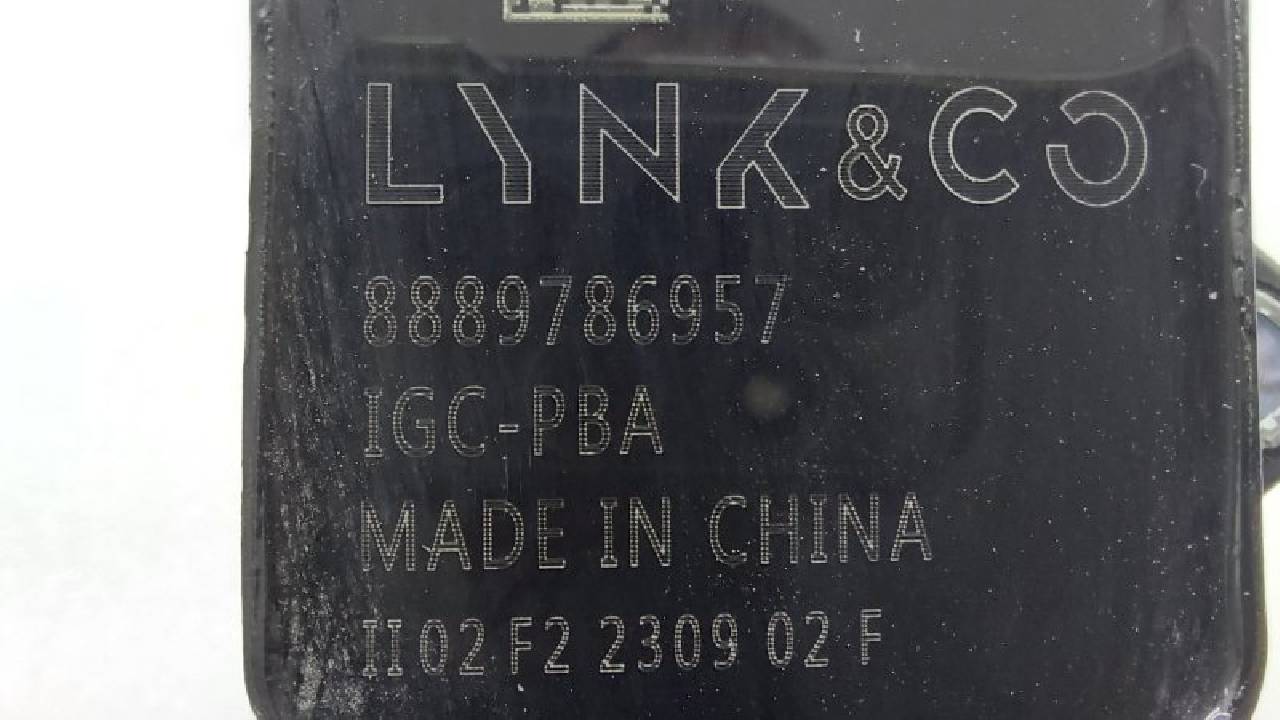 LYNK&CO
8889786957
IGC-PBA
MADE IN CHINA
II02 F2 2309 02 F